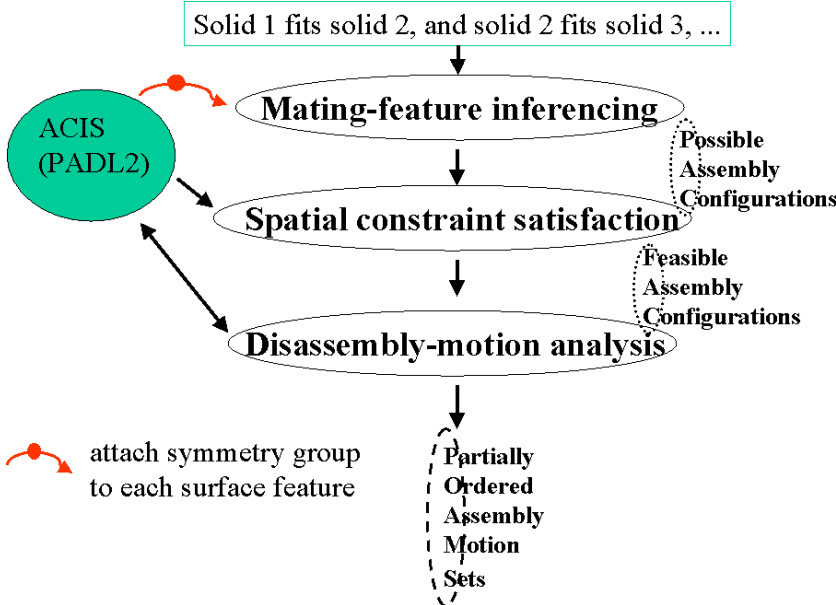 Solid 1 fits solid 2, and solid 2 fits solid 3, ...
Mating-feature inferencing
ACIS
(PADL2)
Possible
Assembly
Configurations
Spatial constraint satisfaction
Feasible
Assembly
Configurations
Disassembly-motion analysis
attach symmetry group
to each surface feature
Partially
Ordered
Assembly
Motion
Sets